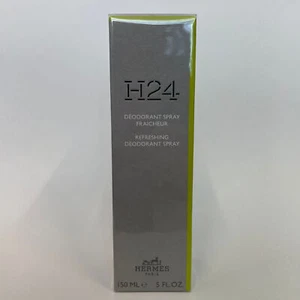 H24
DÉODORANT SPRAY
FRAÎCHEUR
REFRESHING
DEODORANT SPRAY
HERMÈS
PARIS
150 ML e 5 FL.OZ.